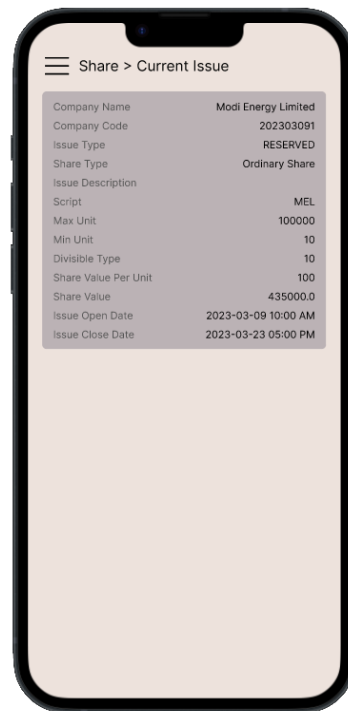 Share > Current Issue
Company Name Modi Energy Limited
Company Code 202303091
Issue Type RESERVED
Share Type Ordinary Share
Issue Description
Script MEL
Max Unit 100000
Min Unit 10
Divisible Type 10
Share Value Per Unit 100
Share Value 435000.0
Issue Open Date 2023-03-09 10:00 AM
Issue Close Date 2023-03-23 05:00 PM